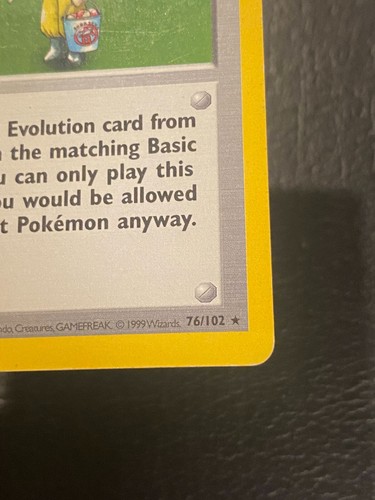 Evolution card from
the matching Basic
can only play this
would be allowed
Pokémon anyway.
Creatures, GAMEFREAK. © 1999 Wizards. 76/102 ★